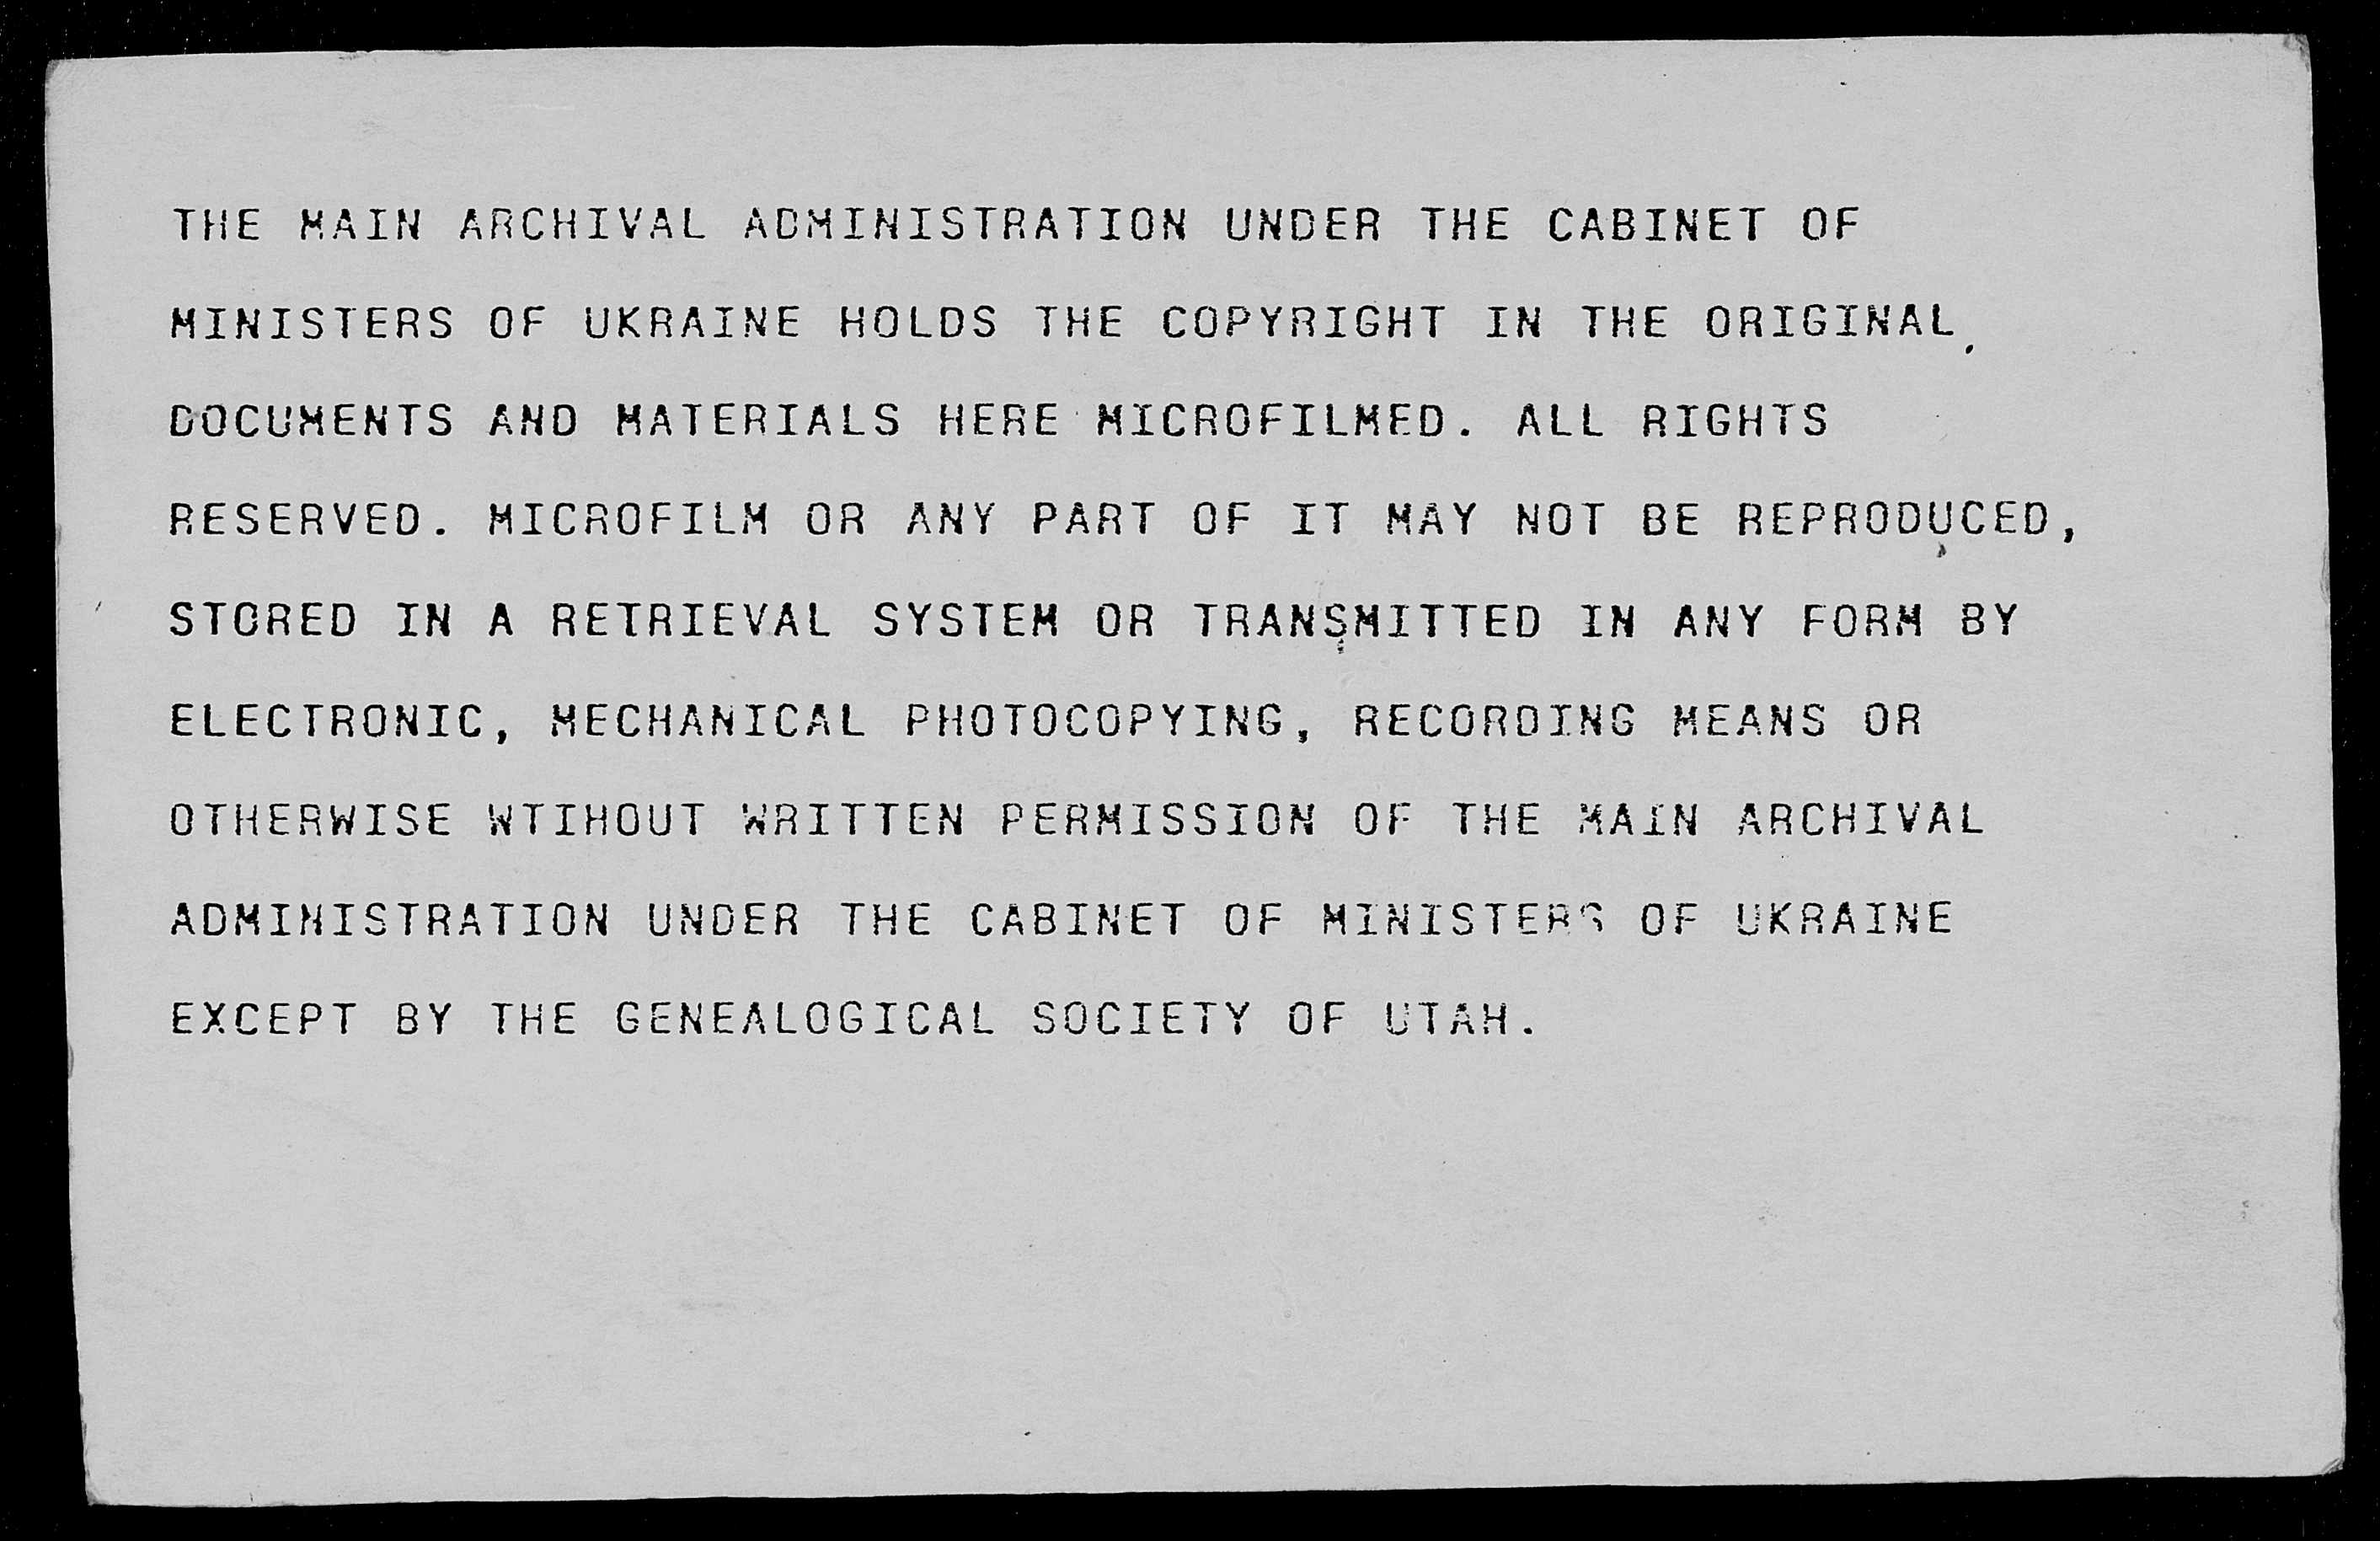 THE MAIN ARCHIVAL ADMINISTRATION UNDER THE CABINET OF
MINISTERS OF UKRAINE HOLDS THE COPYRIGHT IN THE ORIGINAL
DOCUMENTS AND MATERIALS HERE MICROFILMED. ALL RIGHTS
RESERVED. MICROFILM OR ANY PART OF IT MAY NOT BE REPRODUCED,
STORED IN A RETRIEVAL SYSTEM OR TRANSMITTED IN ANY FORM BY
ELECTRONIC, MECHANICAL PHOTOCOPYING, RECORDING MEANS OR
OTHERWISE WTIHOUT WRITTEN PERMISSION OF THE MAIN ARCHIVAL
ADMINISTRATION UNDER THE CABINET OF MINISTERS OF UKRAINE
EXCEPT BY THE GENEALOGICAL SOCIETY OF UTAH.